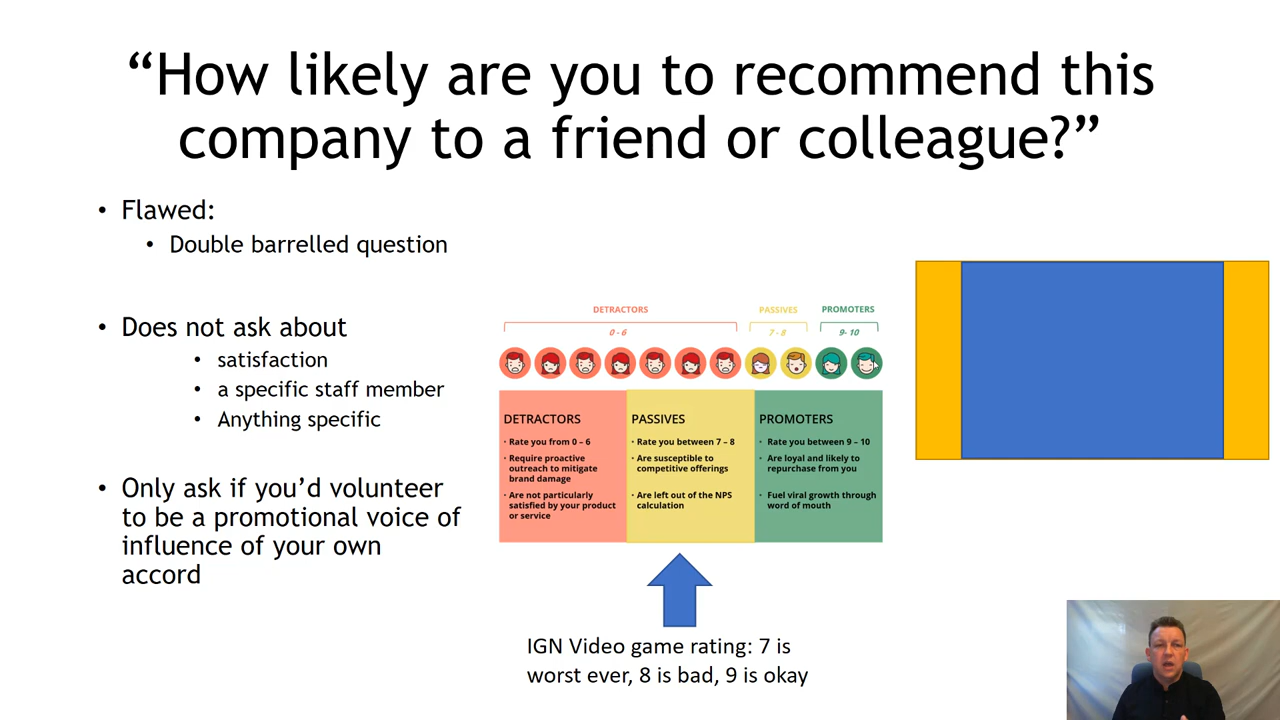 “How likely are you to recommend this
company to a friend or colleague?”
• Flawed:
• Double barrelled question
• Does not ask about
• satisfaction
• a specific staff member
• Anything specific
• Only ask if you’d volunteer
to be a promotional voice of
influence of your own
accord
DETRACTORS
PASSIVES
PROMOTERS
0 - 6
7 - 8
9- 10
DETRACTORS
• Rate you from 0 – 6
• Require proactive
outreach to mitigate
brand damage
• Are not particularly
satisfied by your product
or service
PASSIVES
• Rate you between 7 – 8
• Are susceptible to
competitive offerings
• Are left out of the NPS
calculation
PROMOTERS
• Rate you between 9 – 10
• Are loyal and likely to
repurchase from you
• Fuel viral growth through
word of mouth
IGN Video game rating: 7 is
worst ever, 8 is bad, 9 is okay